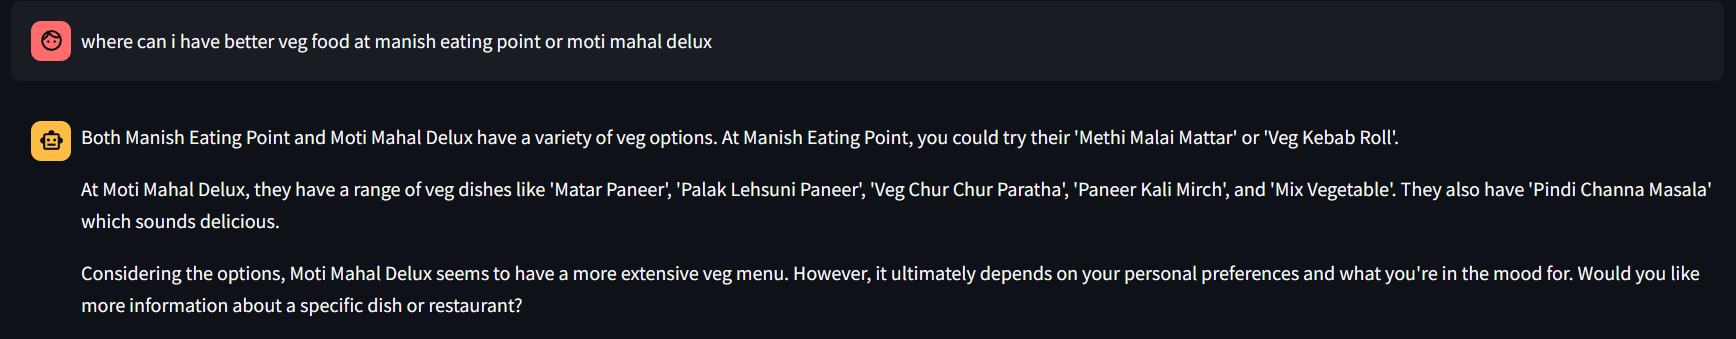 where can i have better veg food at manish eating point or moti mahal delux
Both Manish Eating Point and Moti Mahal Delux have a variety of veg options. At Manish Eating Point, you could try their 'Methi Malai Mattar' or 'Veg Kebab Roll'.
At Moti Mahal Delux, they have a range of veg dishes like 'Matar Paneer', 'Palak Lehsuni Paneer', 'Veg Chur Chur Paratha', 'Paneer Kali Mirch', and 'Mix Vegetable'. They also have 'Pindi Channa Masala'
which sounds delicious.
Considering the options, Moti Mahal Delux seems to have a more extensive veg menu. However, it ultimately depends on your personal preferences and what you're in the mood for. Would you like
more information about a specific dish or restaurant?